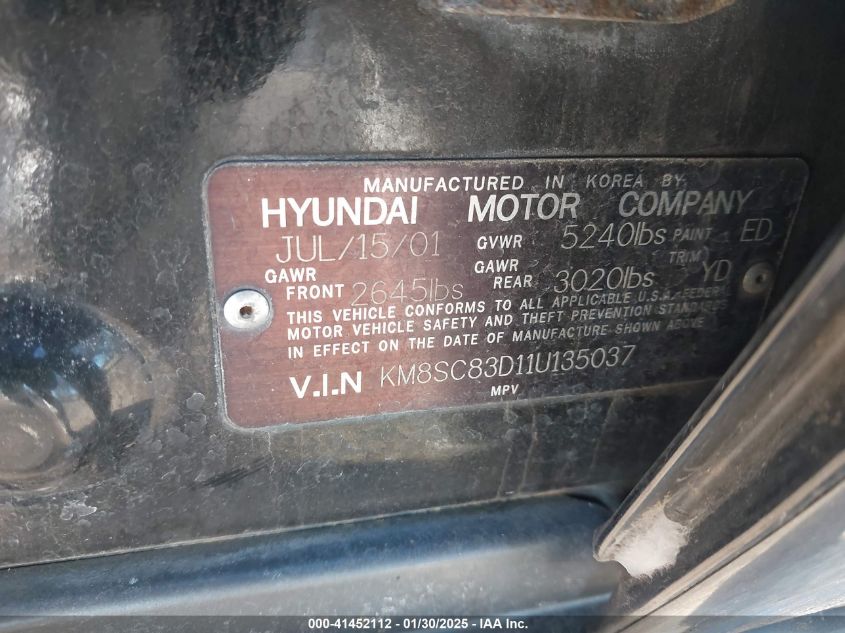 MANUFACTURED IN KOREA BY
HYUNDAI MOTOR COMPANY
JUL/15/01 GVWR 5240lbs PAINT ED
GAWR FRONT 2645lbs GAWR REAR 3020lbs TRIM YD
THIS VEHICLE CONFORMS TO ALL APPLICABLE U.S.A. FEDERAL
MOTOR VEHICLE SAFETY AND THEFT PREVENTION STANDARDS
IN EFFECT ON THE DATE OF MANUFACTURE SHOWN ABOVE
V.I.N KM8SC83D11U135037
MPV
000-41452112 - 01/30/2025 - IAA Inc.